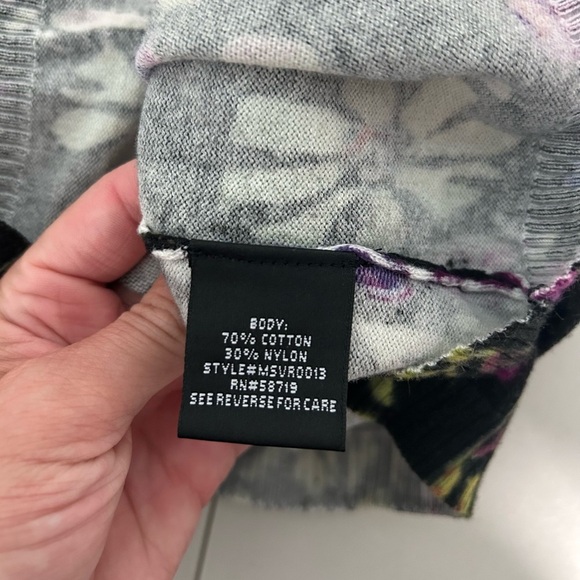 BODY:
70% COTTON
30% NYLON
STYLE#MSVR0013
RN#58719
SEE REVERSE FOR CARE